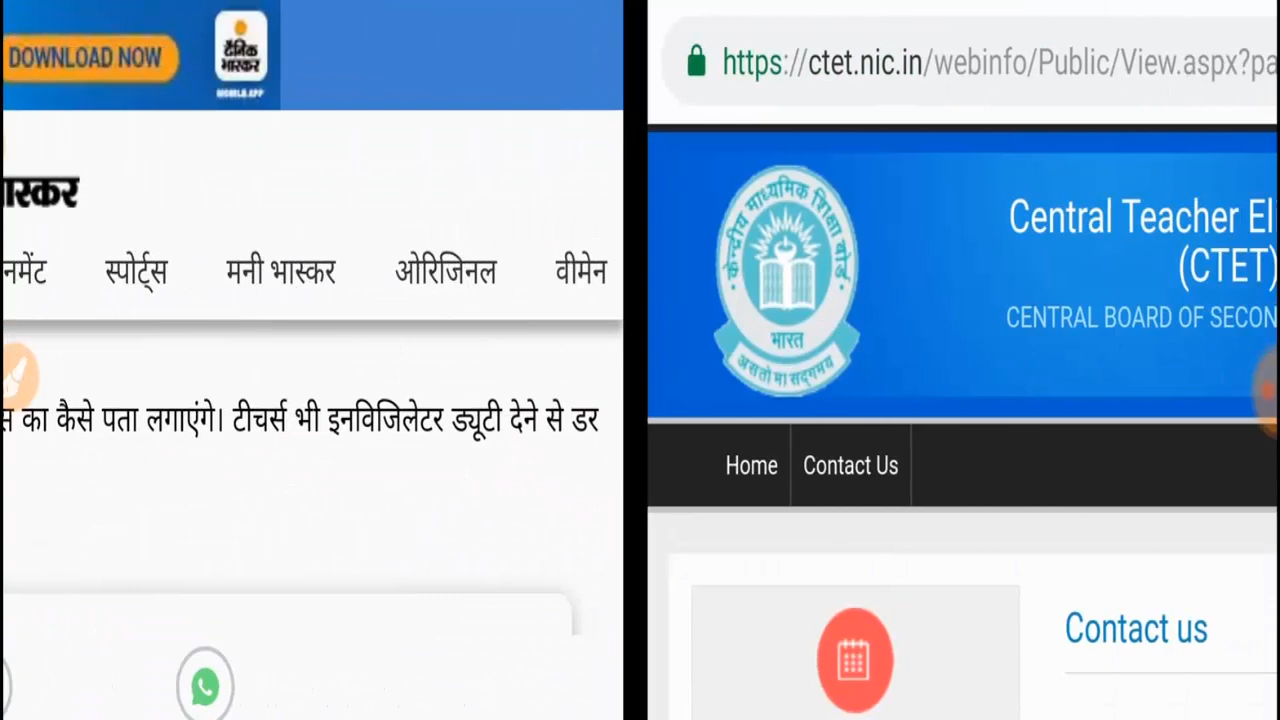 DOWNLOAD NOW
दैनिक
भास्कर
MOBILE APP
ास्कर
नमेंट स्पोर्ट्स मनी भास्कर ओरिजिनल वीमेन
स का कैसे पता लगाएंगे। टीचर्स भी इनविजिलेटर ड्यूटी देने से डर
https://ctet.nic.in/webinfo/Public/View.aspx?pa
केन्द्रीय माध्यमिक शिक्षा बोर्ड
भारत
असतो मा सद्गमय
Central Teacher El
(CTET)
CENTRAL BOARD OF SECON
Home Contact Us
Contact us